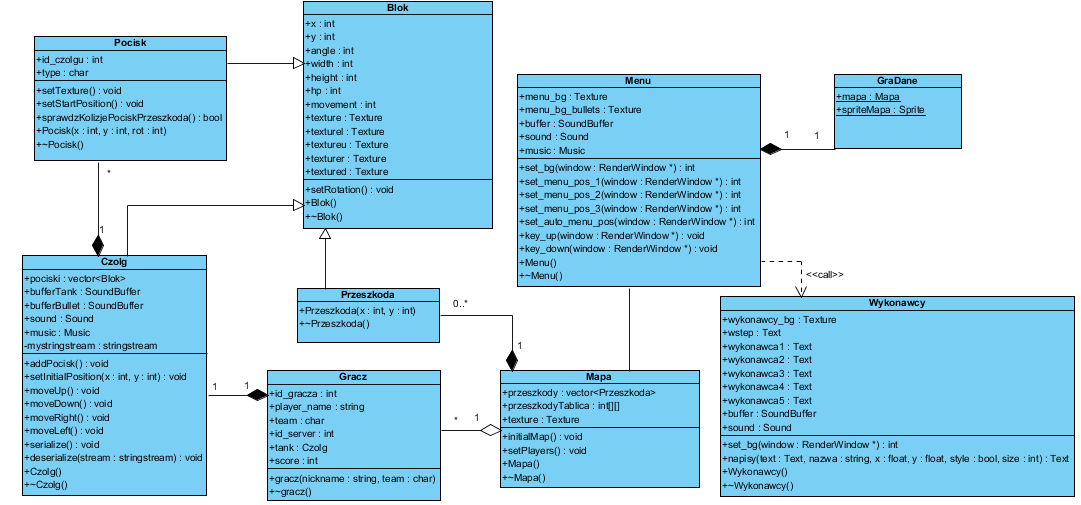 Blok
+x : int
+y : int
+angle : int
+width : int
+height : int
+hp : int
+movement : int
+texture : Texture
+texturel : Texture
+textureu : Texture
+texturer : Texture
+textured : Texture
+setRotation() : void
+Blok()
+~Blok()
Pocisk
+id_czolgu : int
+type : char
+setTexture() : void
+setStartPosition() : void
+sprawdzKolizjePociskPrzeszkoda() : bool
+Pocisk(x : int, y : int, rot : int)
+~Pocisk()
*
1
Menu
+menu_bg : Texture
+menu_bg_bullets : Texture
+buffer : SoundBuffer
+sound : Sound
+music : Music
+set_bg(window : RenderWindow *) : int
+set_menu_pos_1(window : RenderWindow *) : int
+set_menu_pos_2(window : RenderWindow *) : int
+set_menu_pos_3(window : RenderWindow *) : int
+set_auto_menu_pos(window : RenderWindow *) : int
+key_up(window : RenderWindow *) : void
+key_down(window : RenderWindow *) : void
+Menu()
+~Menu()
1
1
GraDane
+mapa : Mapa
+spriteMapa : Sprite
<<call>>
Czolg
+pociski : vector<Blok>
+bufferTank : SoundBuffer
+bufferBullet : SoundBuffer
+sound : Sound
+music : Music
-mystringstream : stringstream
+addPocisk() : void
+setInitialPosition(x : int, y : int) : void
+moveUp() : void
+moveDown() : void
+moveRight() : void
+moveLeft() : void
+serialize() : void
+deserialize(stream : stringstream) : void
+Czolg()
+~Czolg()
1
1
Przeszkoda
+Przeszkoda(x : int, y : int)
+~Przeszkoda()
0..*
1
Gracz
+id_gracza : int
+player_name : string
+team : char
+id_server : int
+tank : Czolg
+score : int
+gracz(nickname : string, team : char)
+~gracz()
*
1
Mapa
+przeszkody : vector<Przeszkoda>
+przeszkodyTablica : int[][]
+texture : Texture
+initialMap() : void
+setPlayers() : void
+Mapa()
+~Mapa()
Wykonawcy
+wykonawcy_bg : Texture
+wstep : Text
+wykonawca1 : Text
+wykonawca2 : Text
+wykonawca3 : Text
+wykonawca4 : Text
+wykonawca5 : Text
+buffer : SoundBuffer
+sound : Sound
+set_bg(window : RenderWindow *) : int
+napisy(text : Text, nazwa : string, x : float, y : float, style : bool, size : int) : Text
+Wykonawcy()
+~Wykonawcy()